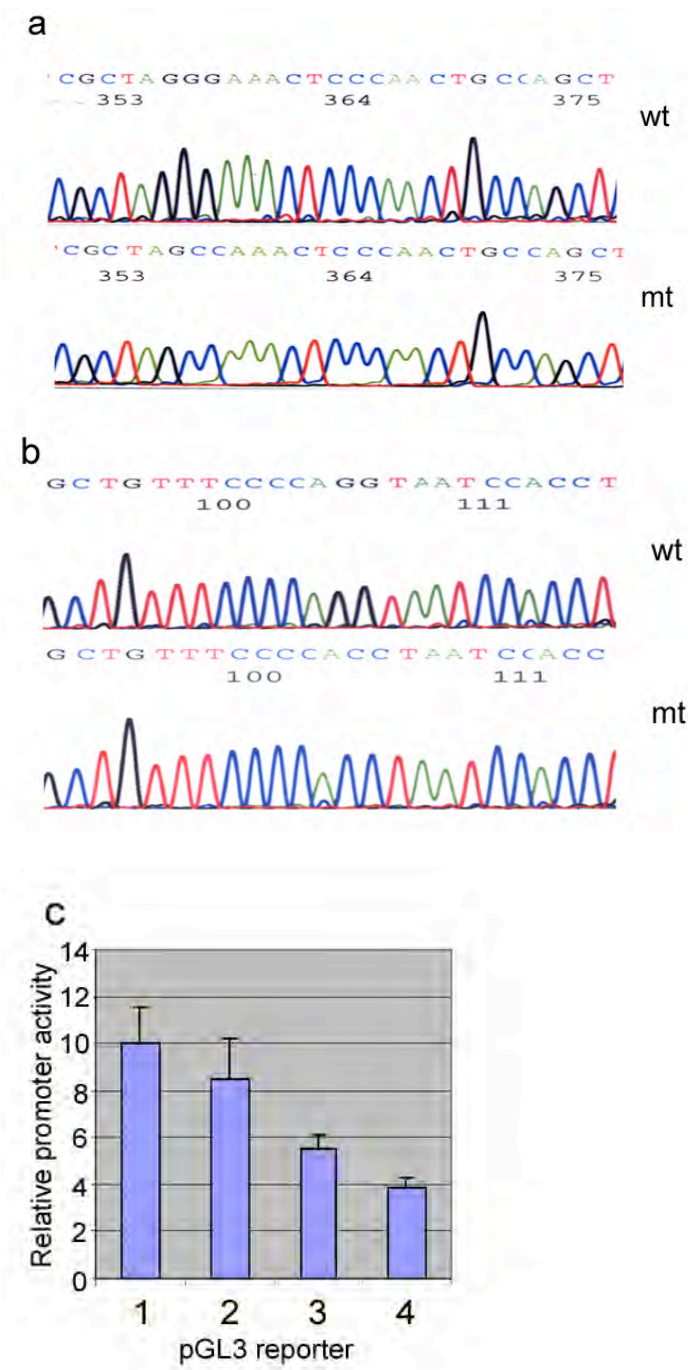 a
'CGCTAGGGAAACTCCCAACTGCCAGCT
353 364 375
wt
'CGCTAGCCAAACTCCCAACTGCCAGCT
353 364 375
mt
b
GCTGTTTCCCCAGGTAATCCACCT
100 111
wt
GCTGTTTCCCCACCTAATCCACC
100 111
mt
c
Relative promoter activity
14
12
10
8
6
4
2
0
1 2 3 4
pGL3 reporter